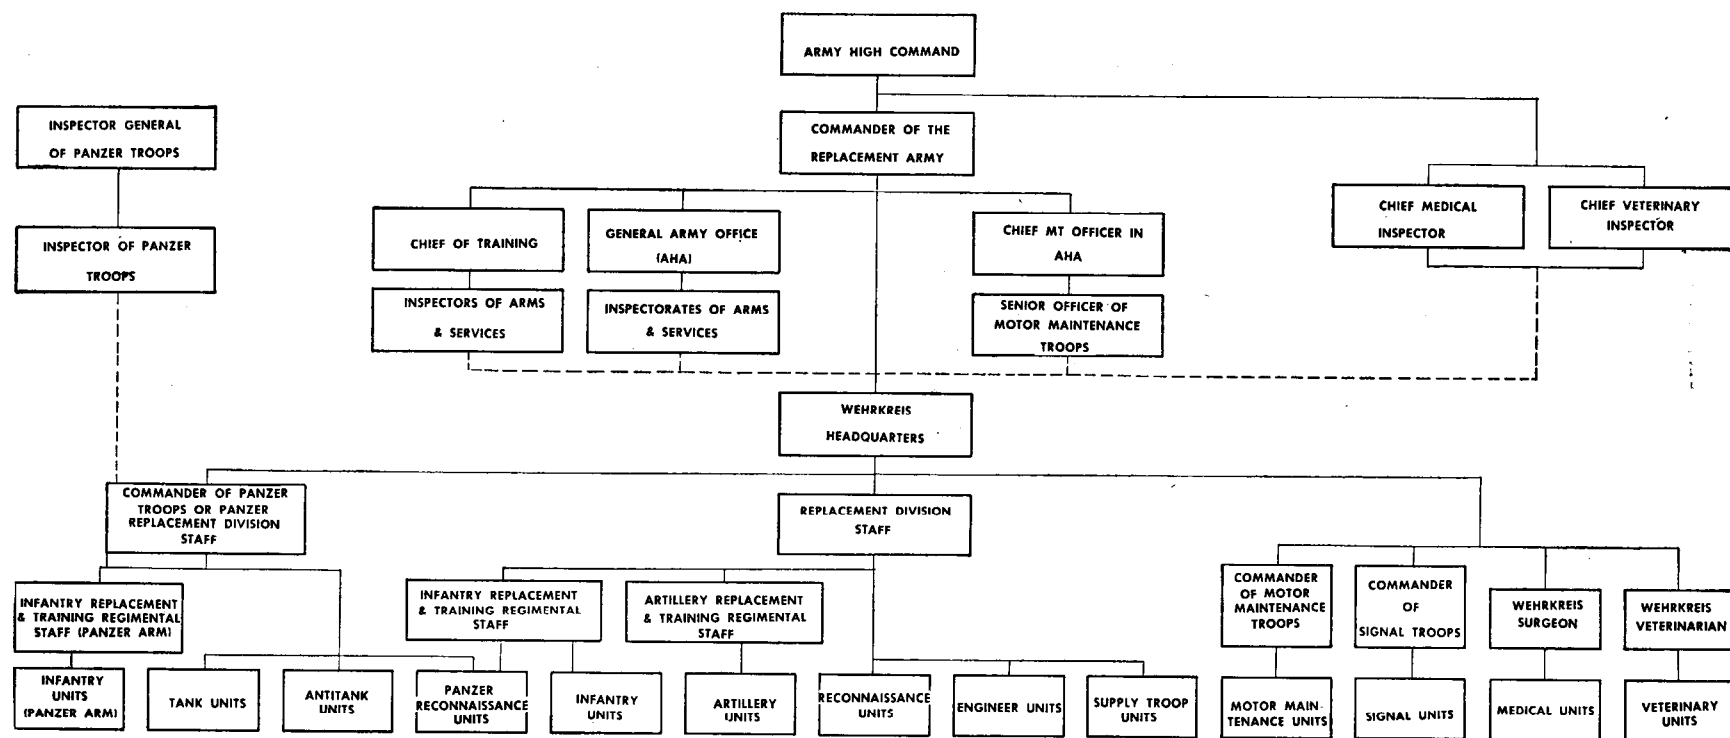 ARMY HIGH COMMAND
INSPECTOR GENERAL
OF PANZER TROOPS
COMMANDER OF THE
REPLACEMENT ARMY
INSPECTOR OF PANZER
TROOPS
CHIEF OF TRAINING
GENERAL ARMY OFFICE
(AHA)
CHIEF MT OFFICER IN
AHA
CHIEF MEDICAL
INSPECTOR
CHIEF VETERINARY
INSPECTOR
INSPECTORS OF ARMS
& SERVICES
INSPECTORATES OF ARMS
& SERVICES
SENIOR OFFICER OF
MOTOR MAINTENANCE
TROOPS
WEHRKREIS
HEADQUARTERS
COMMANDER OF PANZER
TROOPS OR PANZER
REPLACEMENT DIVISION
STAFF
REPLACEMENT DIVISION
STAFF
INFANTRY REPLACEMENT
& TRAINING REGIMENTAL
STAFF (PANZER ARM)
INFANTRY REPLACEMENT
& TRAINING REGIMENTAL
STAFF
ARTILLERY REPLACEMENT
& TRAINING REGIMENTAL
STAFF
COMMANDER
OF MOTOR
MAINTENANCE
TROOPS
COMMANDER
OF
SIGNAL TROOPS
WEHRKREIS
SURGEON
WEHRKREIS
VETERINARIAN
INFANTRY
UNITS
(PANZER ARM)
TANK UNITS
ANTITANK
UNITS
PANZER
RECONNAISSANCE
UNITS
INFANTRY
UNITS
ARTILLERY
UNITS
RECONNAISSANCE
UNITS
ENGINEER UNITS
SUPPLY TROOP
UNITS
MOTOR MAIN-
TENANCE UNITS
SIGNAL UNITS
MEDICAL UNITS
VETERINARY
UNITS